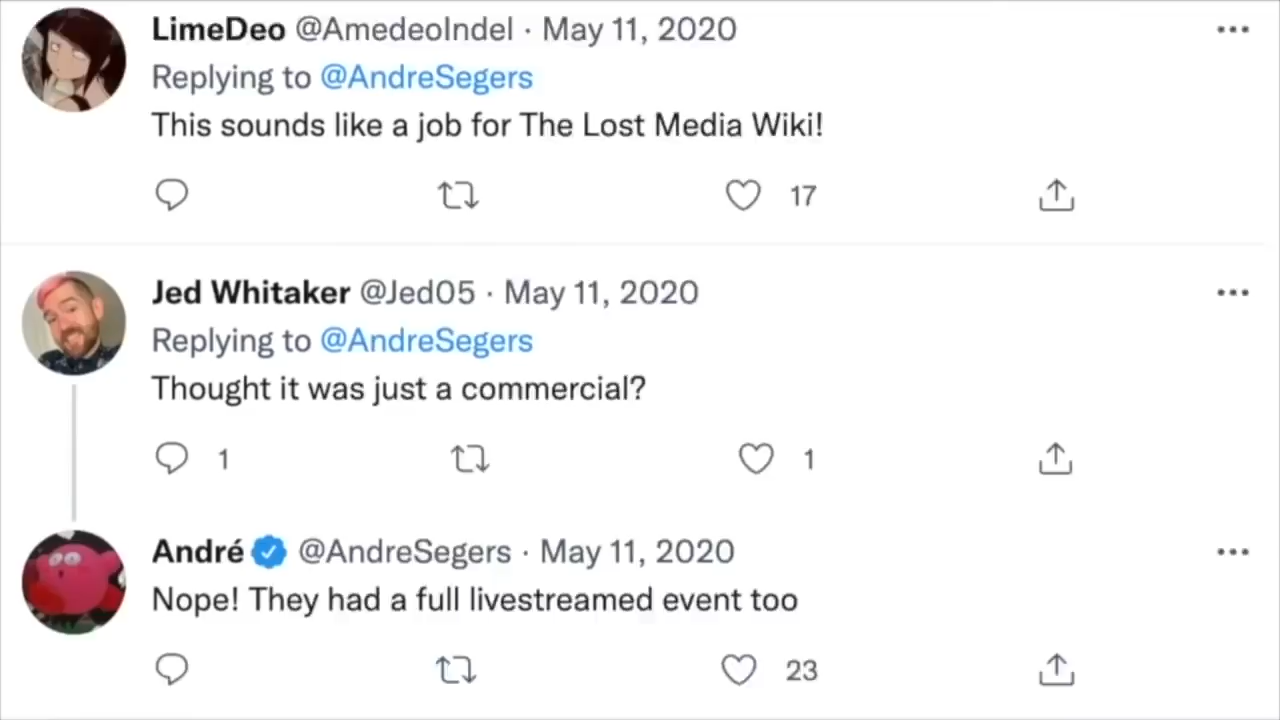 LimeDeo @AmedeoIndel · May 11, 2020
Replying to @AndreSegers
This sounds like a job for The Lost Media Wiki!
17
Jed Whitaker @Jed05 · May 11, 2020
Replying to @AndreSegers
Thought it was just a commercial?
1 1
André @AndreSegers · May 11, 2020
Nope! They had a full livestreamed event too
23